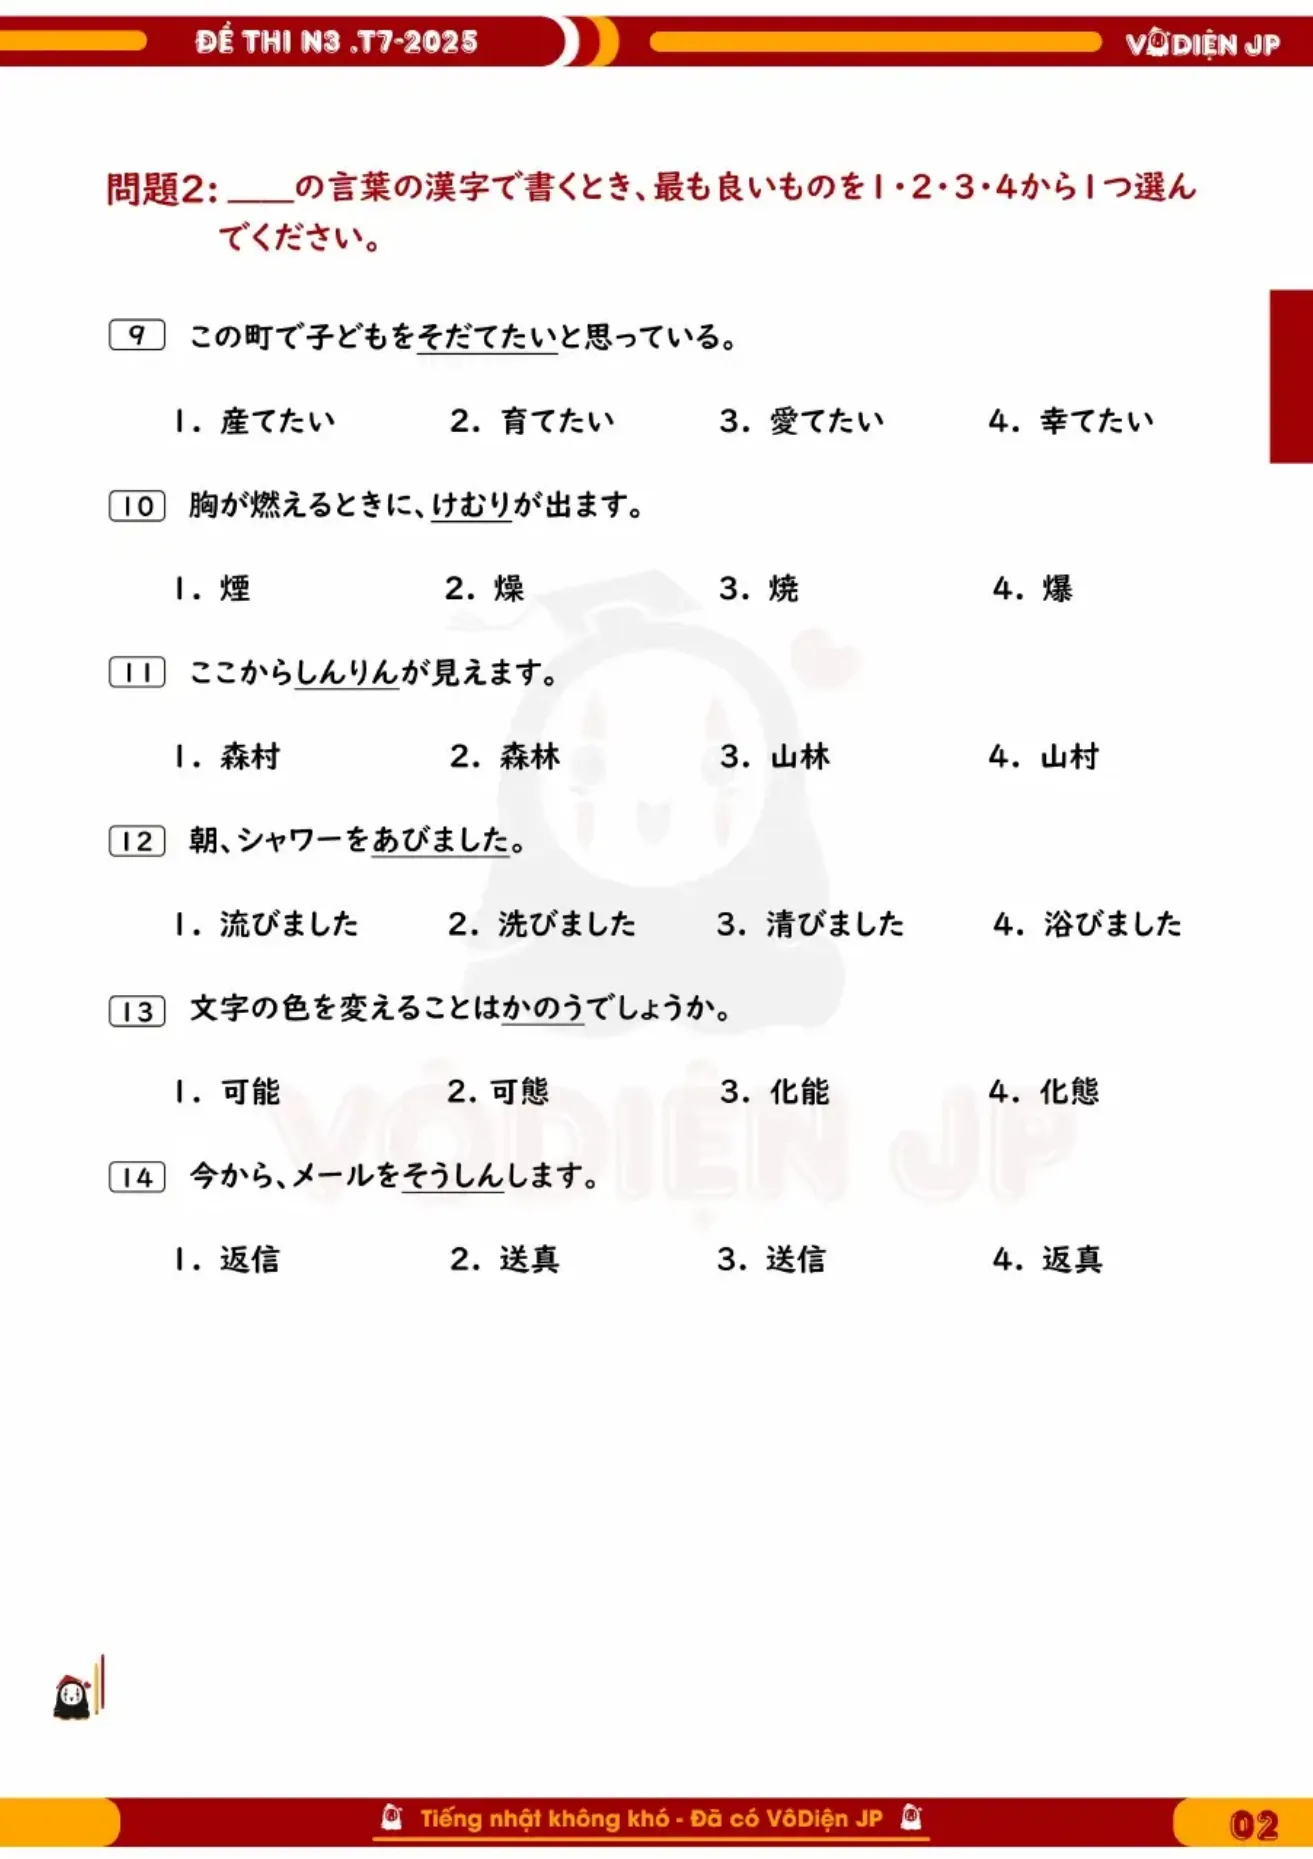 ĐỀ THI N3 .T7-2025
VÔDIỆN JP
問題2: ____の言葉の漢字で書くとき、最も良いものを1・2・3・4から1つ選ん
でください。
9 この町で子どもをそだてたいと思っている。
1. 産てたい 2. 育てたい 3. 愛てたい 4. 幸てたい
10 胸が燃えるときに、けむりが出ます。
1. 煙 2. 燥 3. 焼 4. 爆
11 ここからしんりんが見えます。
1. 森村 2. 森林 3. 山林 4. 山村
12 朝、シャワーをあびました。
1. 流びました 2. 洗びました 3. 清びました 4. 浴びました
13 文字の色を変えることはかのうでしょうか。
1. 可能 2. 可態 3. 化能 4. 化態
VÔDIỆN JP
14 今から、メールをそうしんします。
1. 返信 2. 送真 3. 送信 4. 返真
Tiếng nhật không khó - Đã có VôDiện JP
02